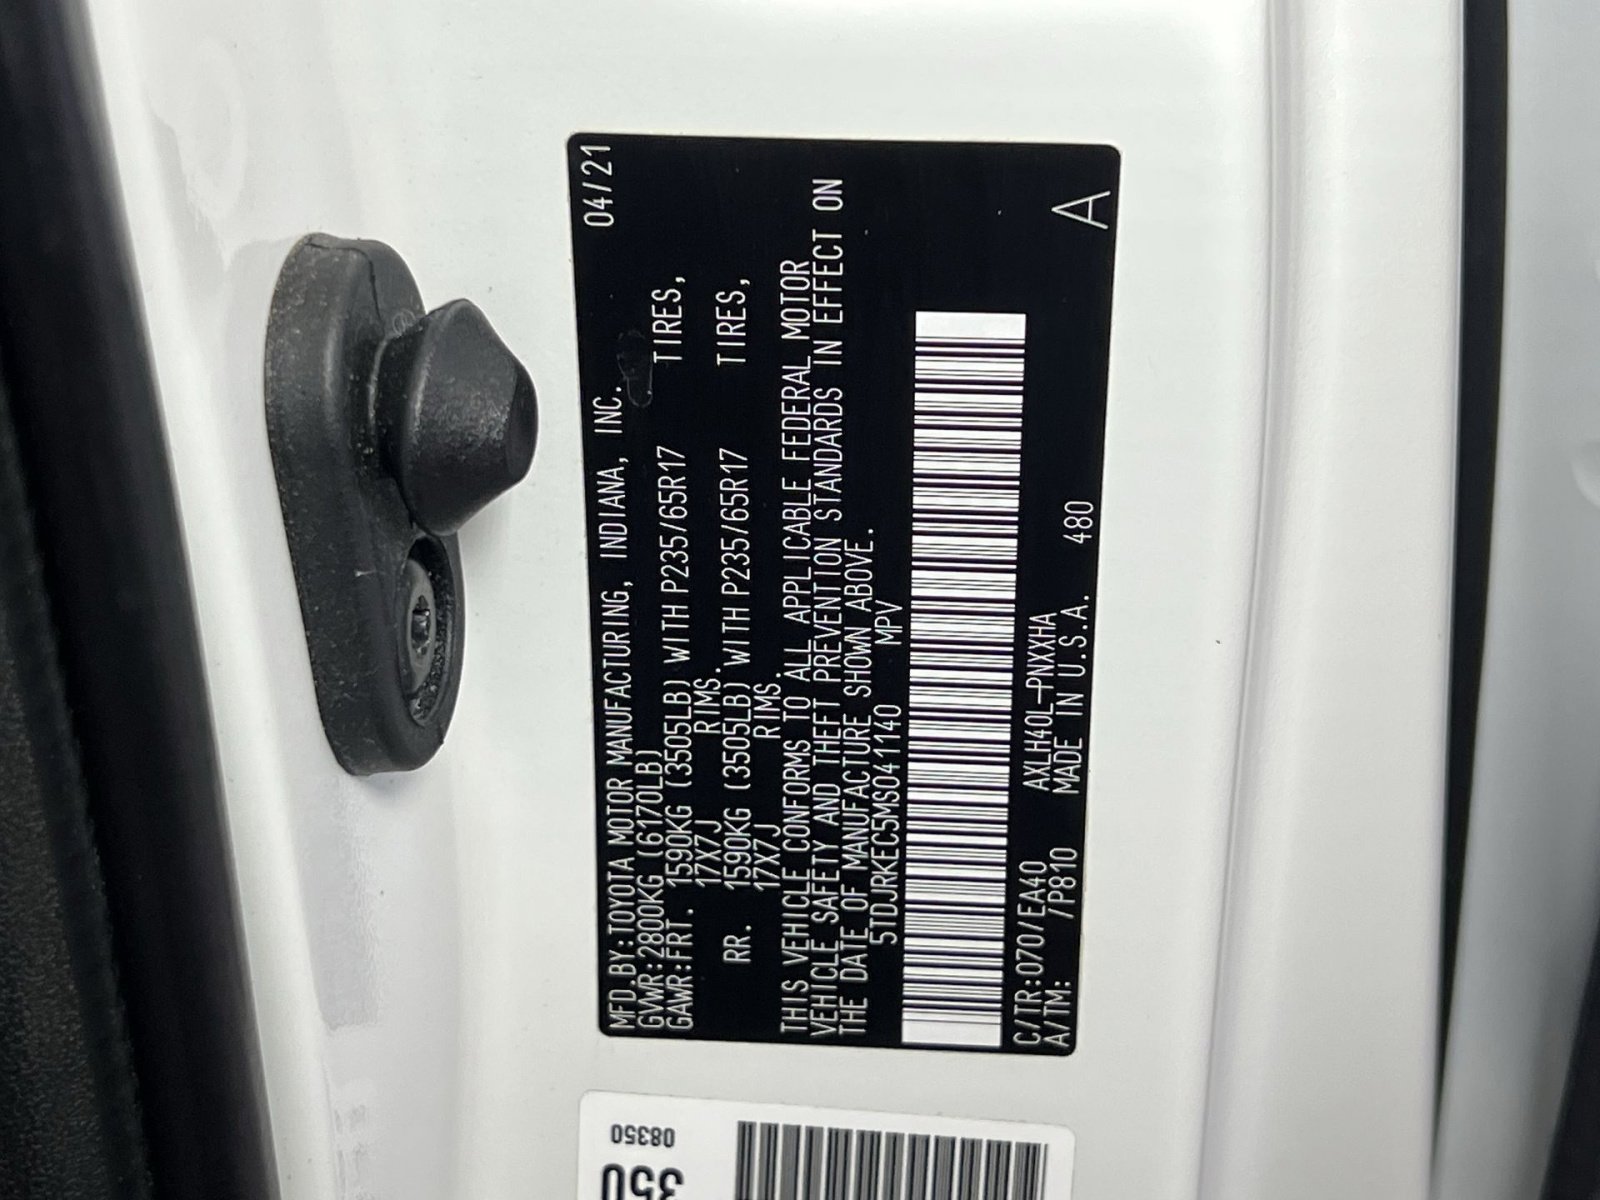 MFD.BY:TOYOTA MOTOR MANUFACTURING, INDIANA, INC. 04/21
GVWR:2800KG (6170LB)
GAWR:FRT. 1590KG (3505LB) WITH P235/65R17 TIRES,
17X7J RIMS.
RR. 1590KG (3505LB) WITH P235/65R17 TIRES,
17X7J RIMS.
THIS VEHICLE CONFORMS TO ALL APPLICABLE FEDERAL MOTOR
VEHICLE SAFETY AND THEFT PREVENTION STANDARDS IN EFFECT ON
THE DATE OF MANUFACTURE SHOWN ABOVE.
5TDJRKEC5MS041140 MPV
C/TR:070/EA40 AXLH40L-PNXXHA
A/TM: /P810 MADE IN U.S.A. 480 A
08350
350